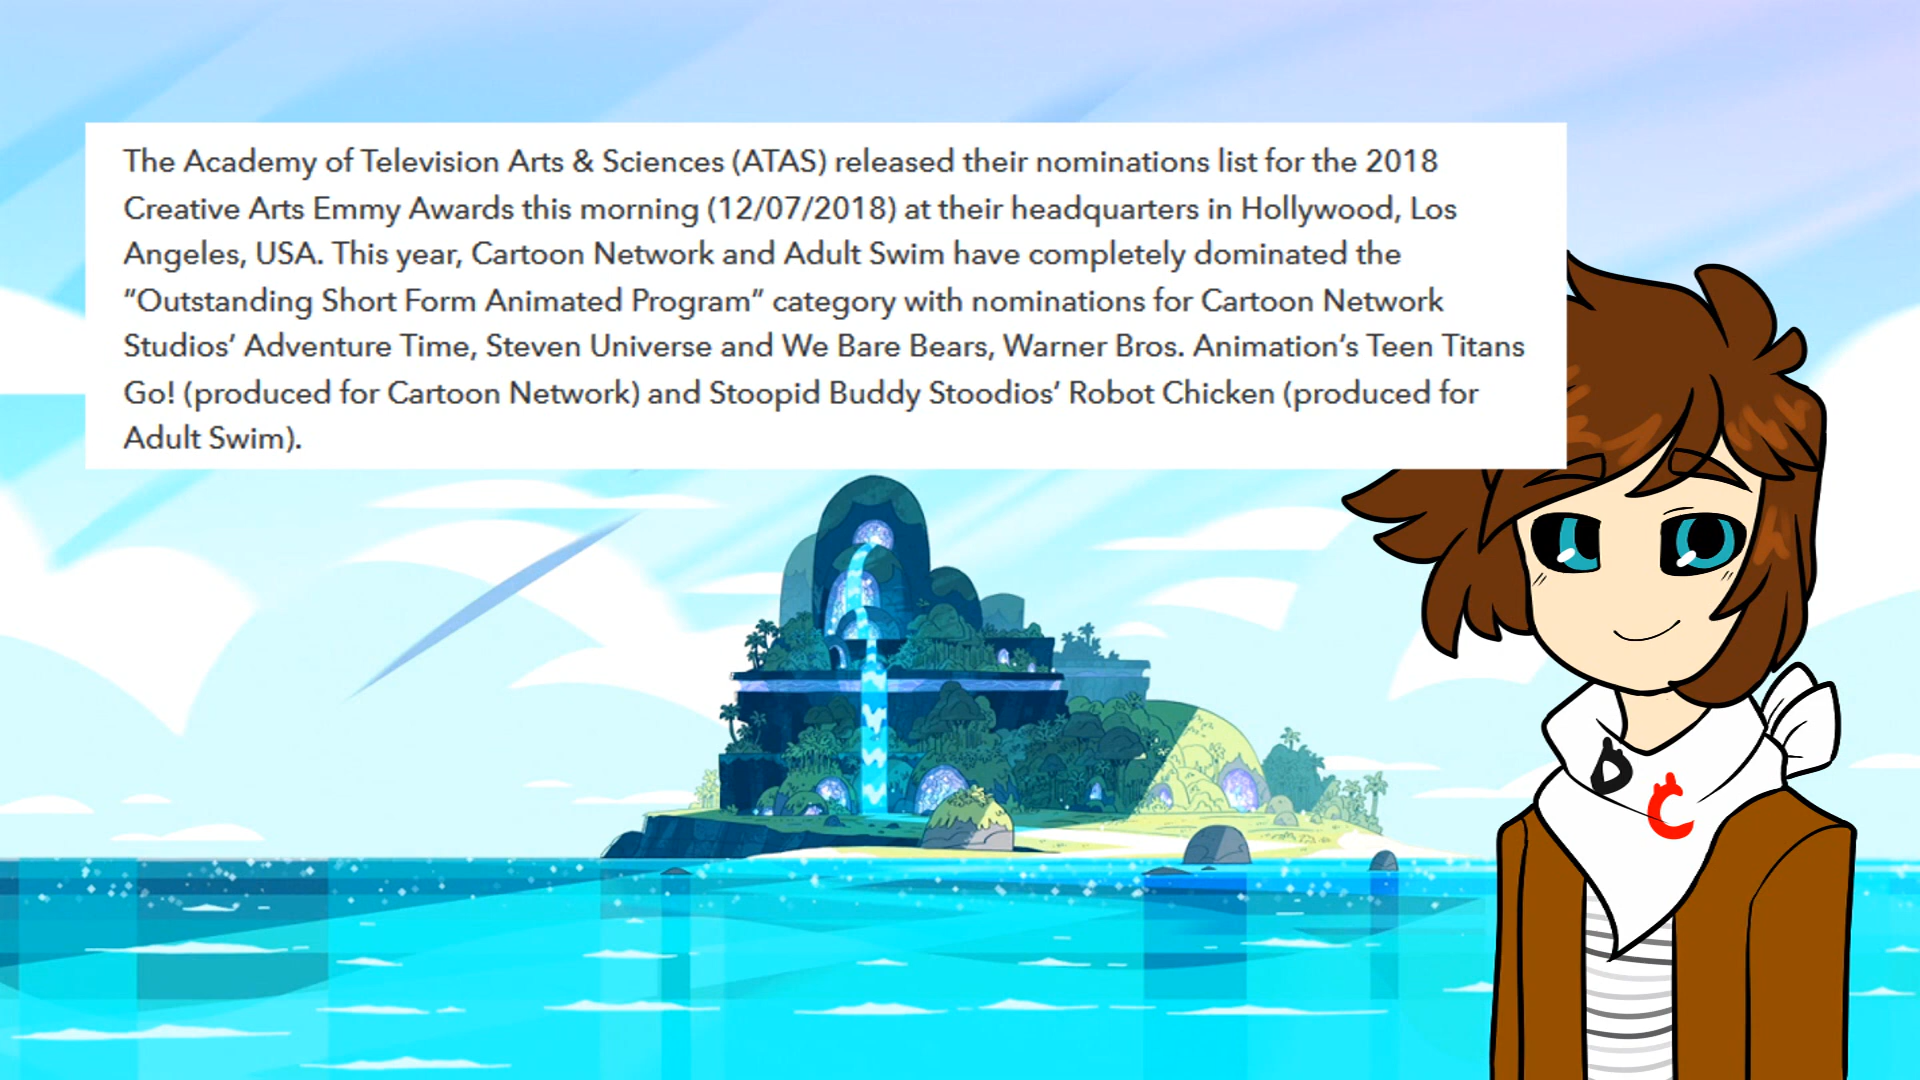 The Academy of Television Arts & Sciences (ATAS) released their nominations list for the 2018
Creative Arts Emmy Awards this morning (12/07/2018) at their headquarters in Hollywood, Los
Angeles, USA. This year, Cartoon Network and Adult Swim have completely dominated the
“Outstanding Short Form Animated Program” category with nominations for Cartoon Network
Studios’ Adventure Time, Steven Universe and We Bare Bears, Warner Bros. Animation’s Teen Titans
Go! (produced for Cartoon Network) and Stoopid Buddy Stoodios’ Robot Chicken (produced for
Adult Swim).
D C